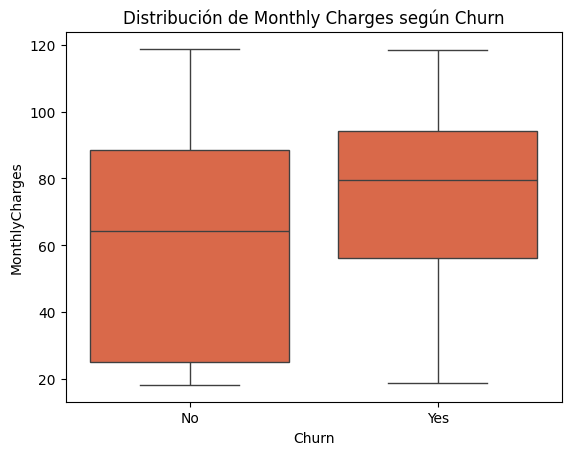 Distribución de Monthly Charges según Churn
120
100
80
60
40
20
MonthlyCharges
No
Yes
Churn